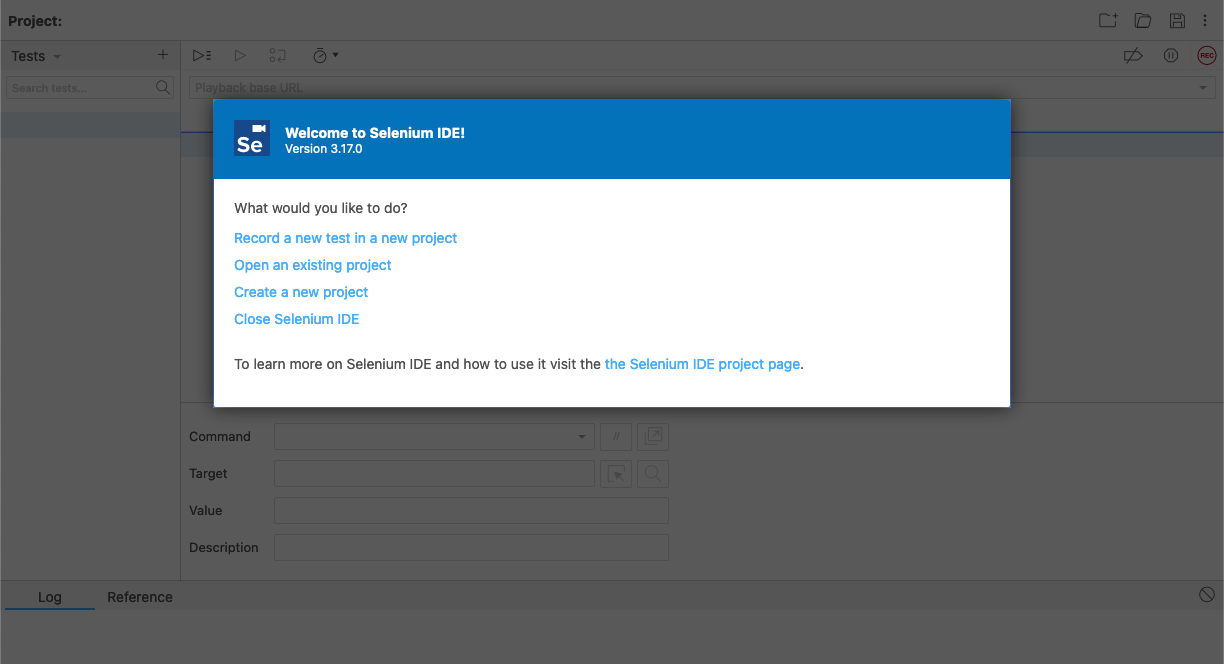 Project:
Tests
Search tests...
Playback base URL
REC
Se
Welcome to Selenium IDE!
Version 3.17.0
What would you like to do?
Record a new test in a new project
Open an existing project
Create a new project
Close Selenium IDE
To learn more on Selenium IDE and how to use it visit the the Selenium IDE project page.
Command
//
Target
Value
Description
Log
Reference